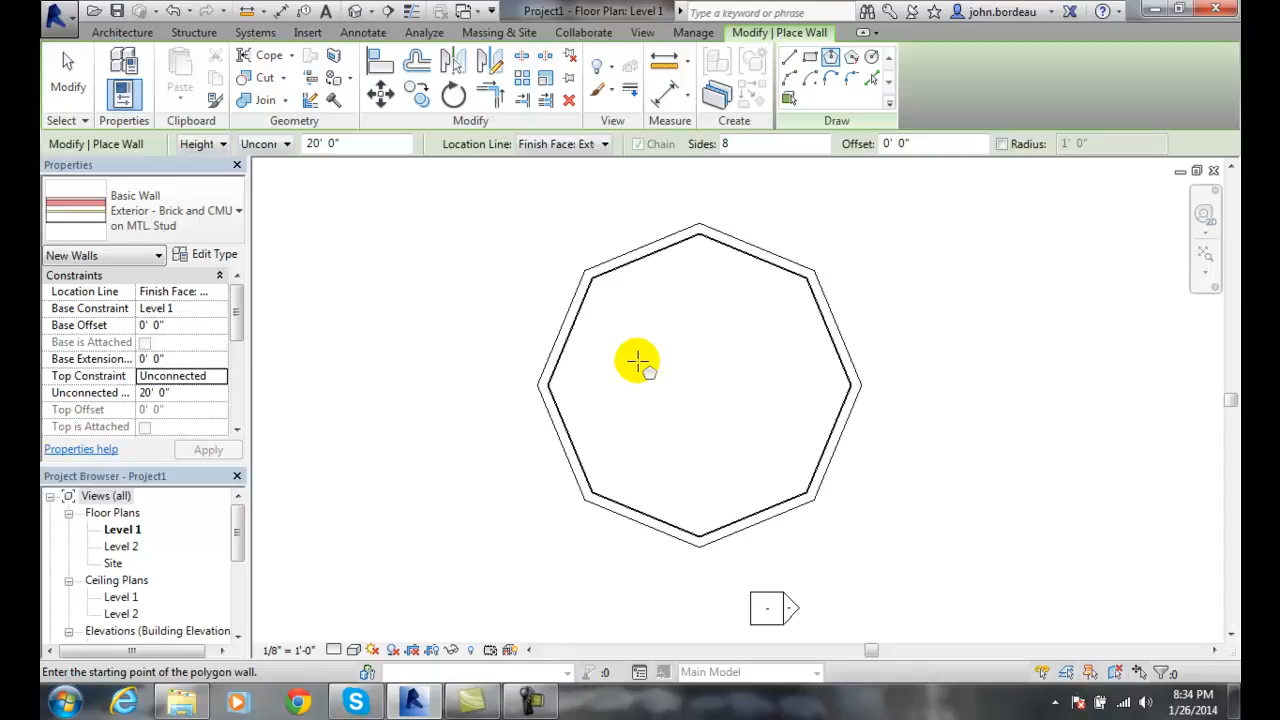 Project1 - Floor Plan: Level 1
Type a keyword or phrase
john.bordeau
Architecture Structure Systems Insert Annotate Analyze Massing & Site Collaborate View Manage Modify | Place Wall
Modify
Paste
Cope
Cut
Join
Select Properties Clipboard Geometry Modify View Measure Create Draw
Modify | Place Wall Height Uncon 20' 0" Location Line: Finish Face: Ext Chain Sides: 8 Offset: 0' 0" Radius: 1' 0"
Properties
Basic Wall
Exterior - Brick and CMU
on MTL. Stud
New Walls Edit Type
Constraints
Location Line Finish Face: ...
Base Constraint Level 1
Base Offset 0' 0"
Base is Attached
Base Extension... 0' 0"
Top Constraint Unconnected
Unconnected ... 20' 0"
Top Offset 0' 0"
Top is Attached
Properties help Apply
Project Browser - Project1
Views (all)
Floor Plans
Level 1
Level 2
Site
Ceiling Plans
Level 1
Level 2
Elevations (Building Elevation
2D
1/8" = 1'-0"
Enter the starting point of the polygon wall.
:0
Main Model
:0
8:34 PM
1/26/2014